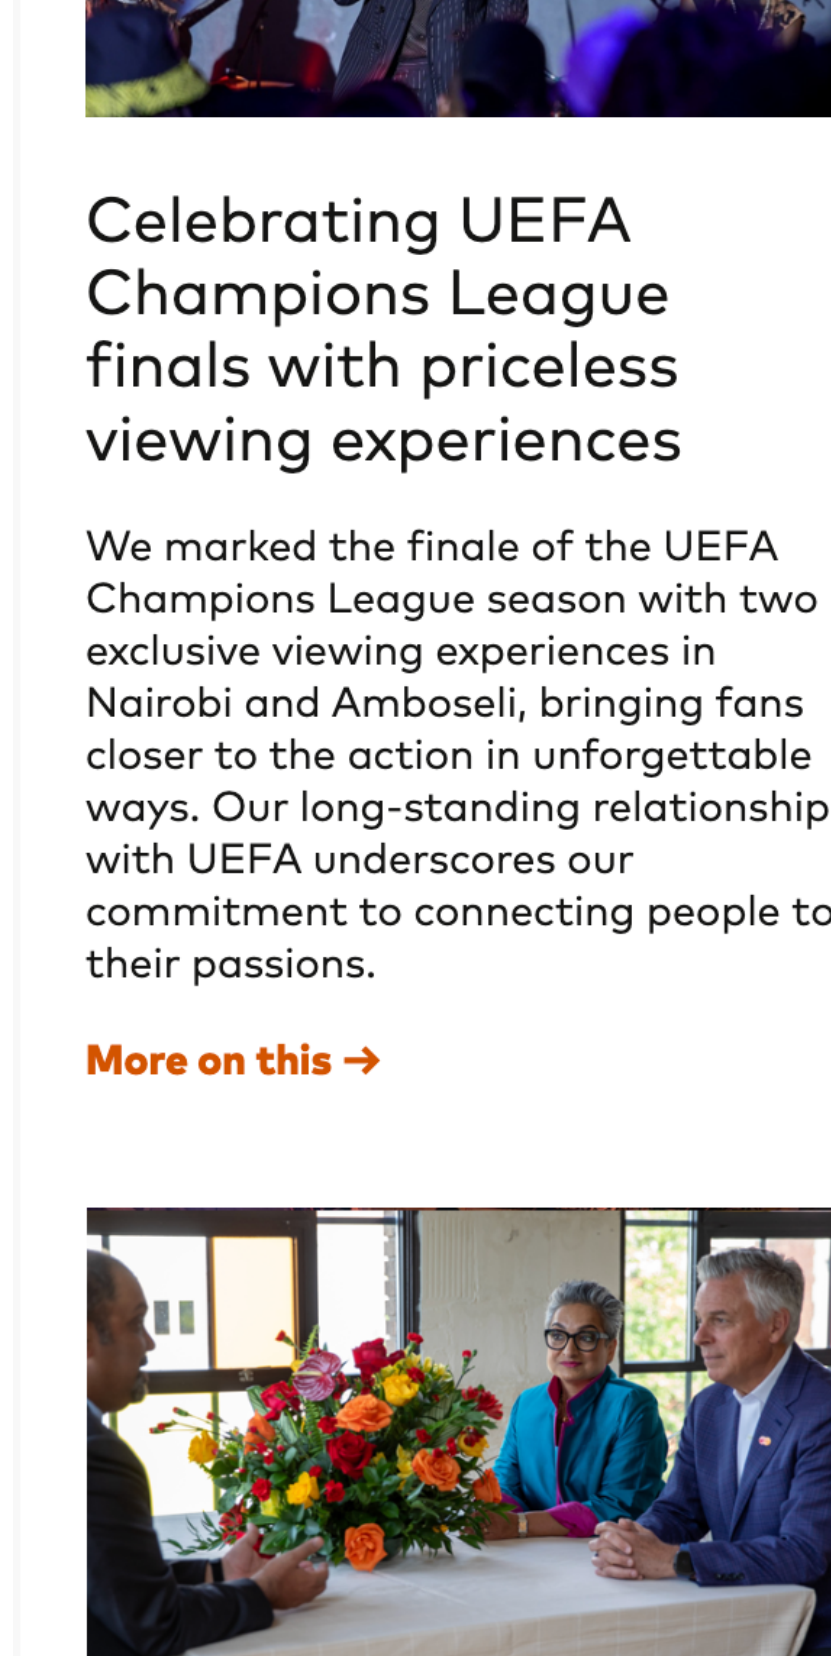 Celebrating UEFA
Champions League
finals with priceless
viewing experiences
We marked the finale of the UEFA
Champions League season with two
exclusive viewing experiences in
Nairobi and Amboseli, bringing fans
closer to the action in unforgettable
ways. Our long-standing relationship
with UEFA underscores our
commitment to connecting people to
their passions.
More on this →